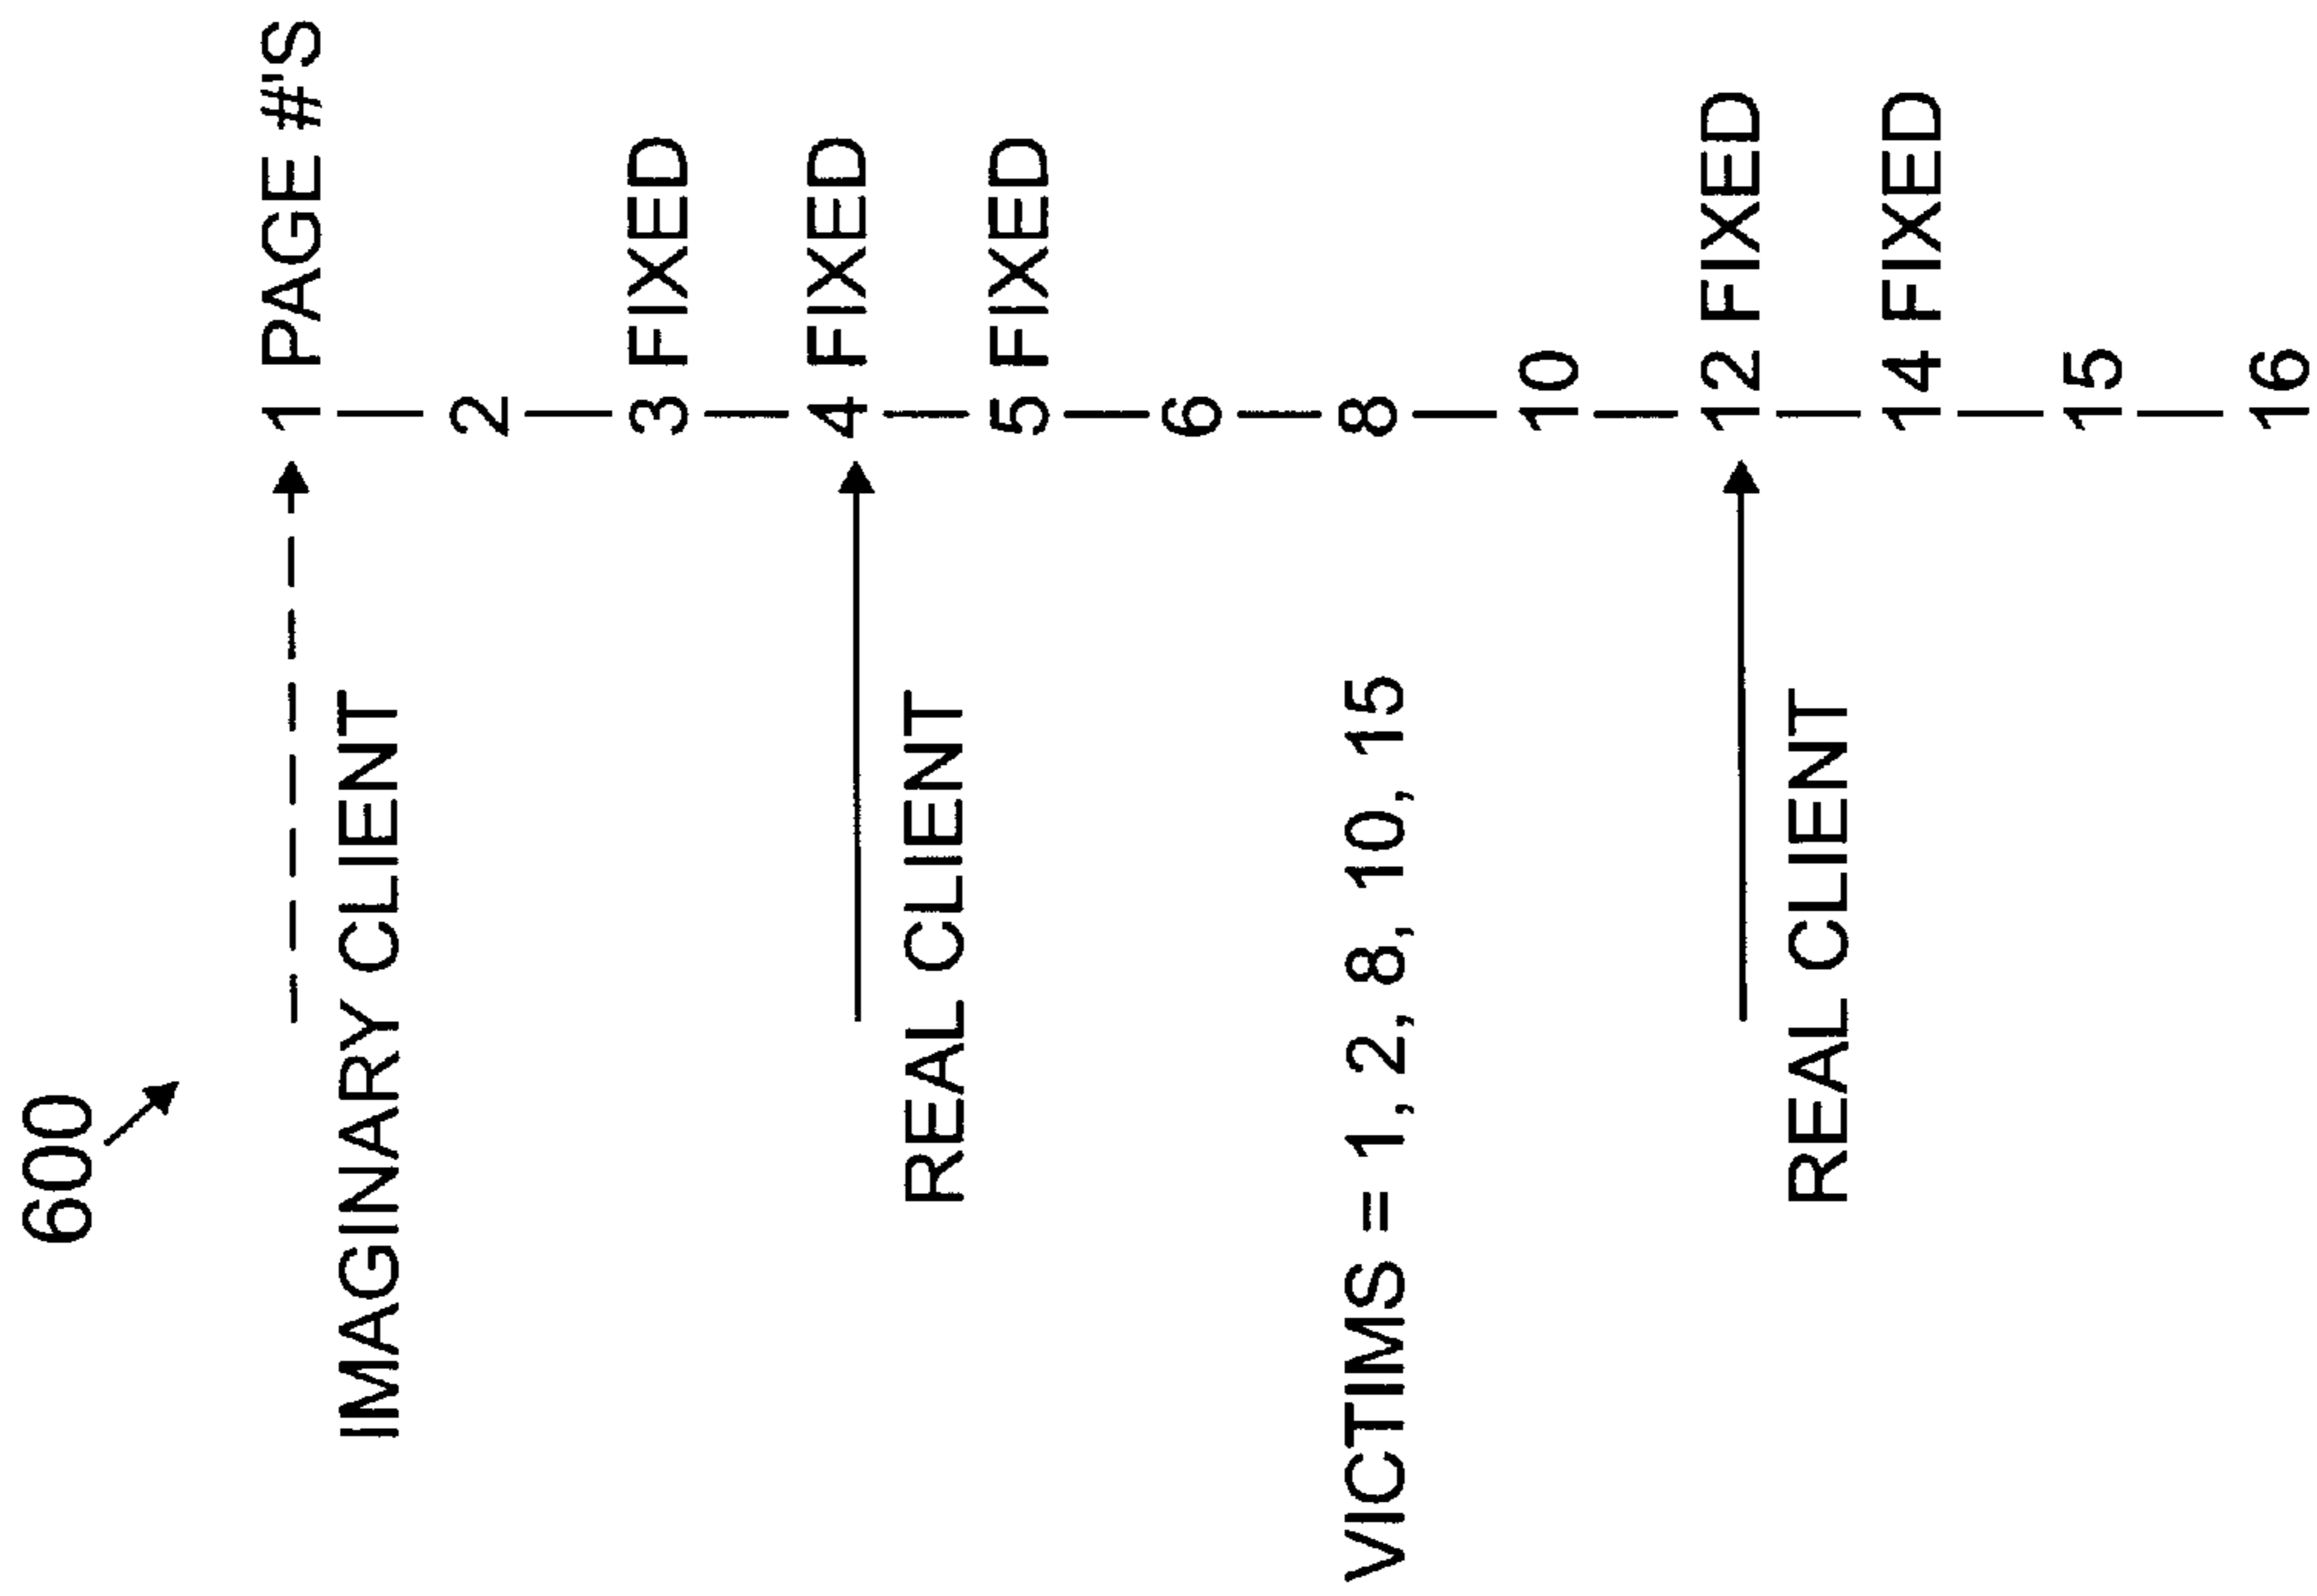 600
1 PAGE #'S
IMAGINARY CLIENT
2
3 FIXED
4 FIXED
REAL CLIENT
5 FIXED
6
VICTIMS = 1, 2, 8, 10, 15
8
10
12 FIXED
REAL CLIENT
14 FIXED
15
16